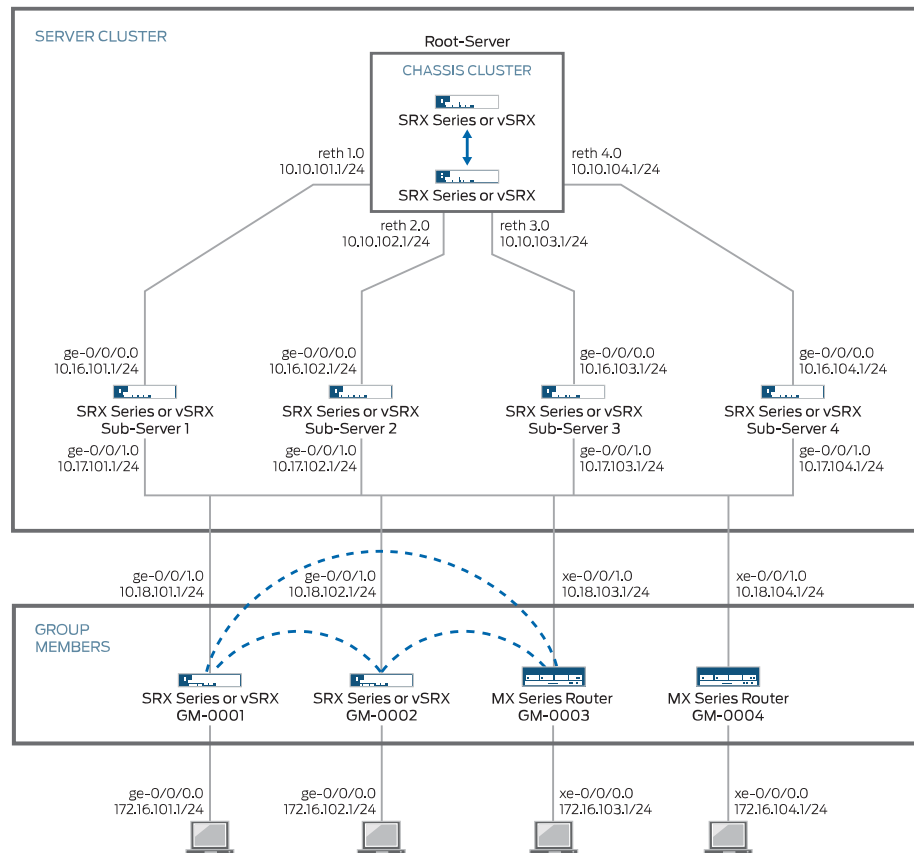 SERVER CLUSTER
Root-Server
CHASSIS CLUSTER
SRX Series or vSRX
SRX Series or vSRX
reth 1.0
10.10.101.1/24
reth 4.0
10.10.104.1/24
reth 2.0
10.10.102.1/24
reth 3.0
10.10.103.1/24
ge-0/0/0.0
10.16.101.1/24
ge-0/0/0.0
10.16.102.1/24
ge-0/0/0.0
10.16.103.1/24
ge-0/0/0.0
10.16.104.1/24
SRX Series or vSRX
Sub-Server 1
SRX Series or vSRX
Sub-Server 2
SRX Series or vSRX
Sub-Server 3
SRX Series or vSRX
Sub-Server 4
ge-0/0/1.0
10.17.101.1/24
ge-0/0/1.0
10.17.102.1/24
ge-0/0/1.0
10.17.103.1/24
ge-0/0/1.0
10.17.104.1/24
ge-0/0/1.0
10.18.101.1/24
ge-0/0/1.0
10.18.102.1/24
xe-0/0/1.0
10.18.103.1/24
xe-0/0/1.0
10.18.104.1/24
GROUP
MEMBERS
SRX Series or vSRX
GM-0001
SRX Series or vSRX
GM-0002
MX Series Router
GM-0003
MX Series Router
GM-0004
ge-0/0/0.0
172.16.101.1/24
ge-0/0/0.0
172.16.102.1/24
xe-0/0/0.0
172.16.103.1/24
xe-0/0/0.0
172.16.104.1/24